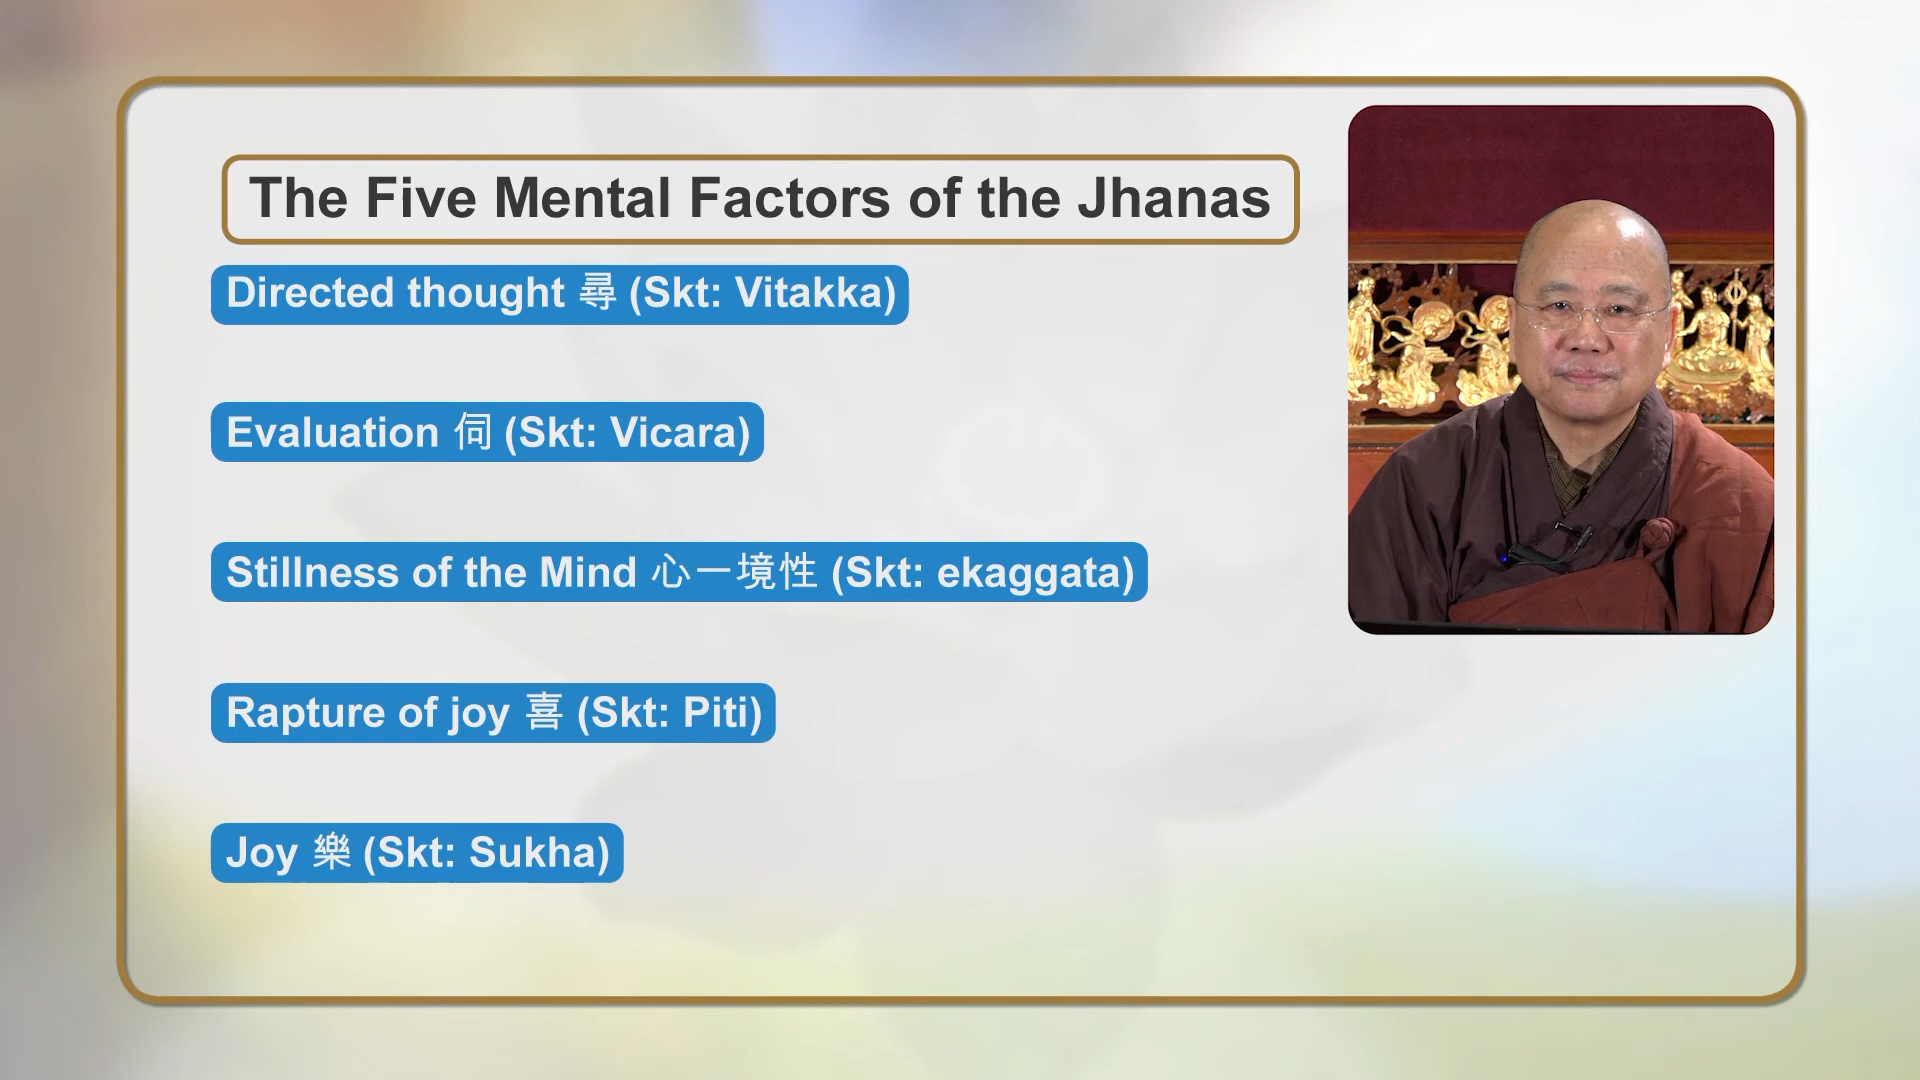 The Five Mental Factors of the Jhanas
Directed thought 尋 (Skt: Vitakka)
Evaluation 伺 (Skt: Vicara)
Stillness of the Mind 心一境性 (Skt: ekaggata)
Rapture of joy 喜 (Skt: Piti)
Joy 樂 (Skt: Sukha)